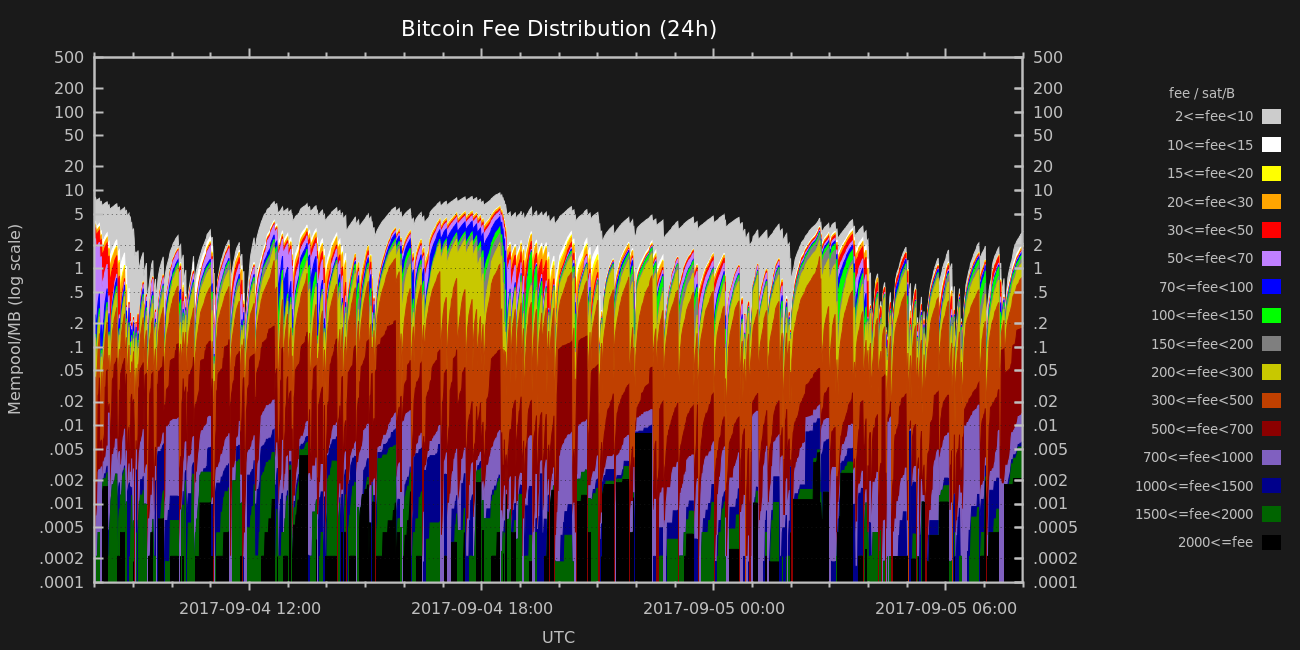 Bitcoin Fee Distribution (24h)
500
200
100
50
20
10
5
2
1
.5
.2
.1
.05
.02
.01
.005
.002
.001
.0005
.0002
.0001
Mempool/MB (log scale)
500
200
100
50
20
10
5
2
1
.5
.2
.1
.05
.02
.01
.005
.002
.001
.0005
.0002
.0001
2017-09-04 12:00
2017-09-04 18:00
2017-09-05 00:00
2017-09-05 06:00
UTC
fee / sat/B
2<=fee<10
10<=fee<15
15<=fee<20
20<=fee<30
30<=fee<50
50<=fee<70
70<=fee<100
100<=fee<150
150<=fee<200
200<=fee<300
300<=fee<500
500<=fee<700
700<=fee<1000
1000<=fee<1500
1500<=fee<2000
2000<=fee